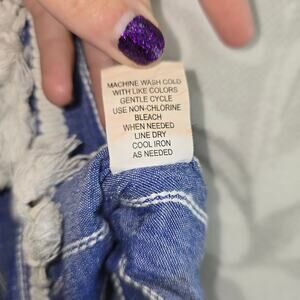 MACHINE WASH COLD
WITH LIKE COLORS
GENTLE CYCLE
USE NON-CHLORINE
BLEACH
WHEN NEEDED
LINE DRY
COOL IRON
AS NEEDED